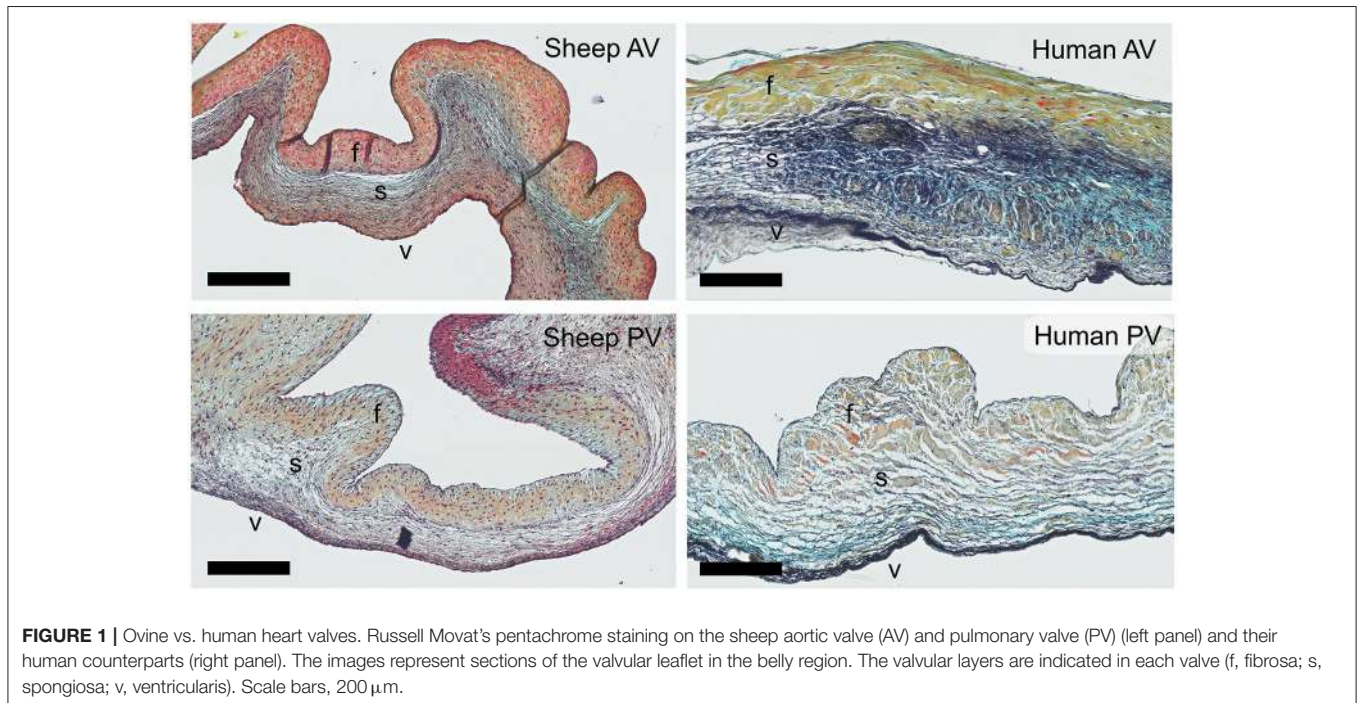 Sheep AV
f
s
v
Human AV
f
s
v
Sheep PV
f
s
v
Human PV
f
s
v
FIGURE 1 | Ovine vs. human heart valves. Russell Movat's pentachrome staining on the sheep aortic valve (AV) and pulmonary valve (PV) (left panel) and their
human counterparts (right panel). The images represent sections of the valvular leaflet in the belly region. The valvular layers are indicated in each valve (f, fibrosa; s,
spongiosa; v, ventricularis). Scale bars, 200 µm.